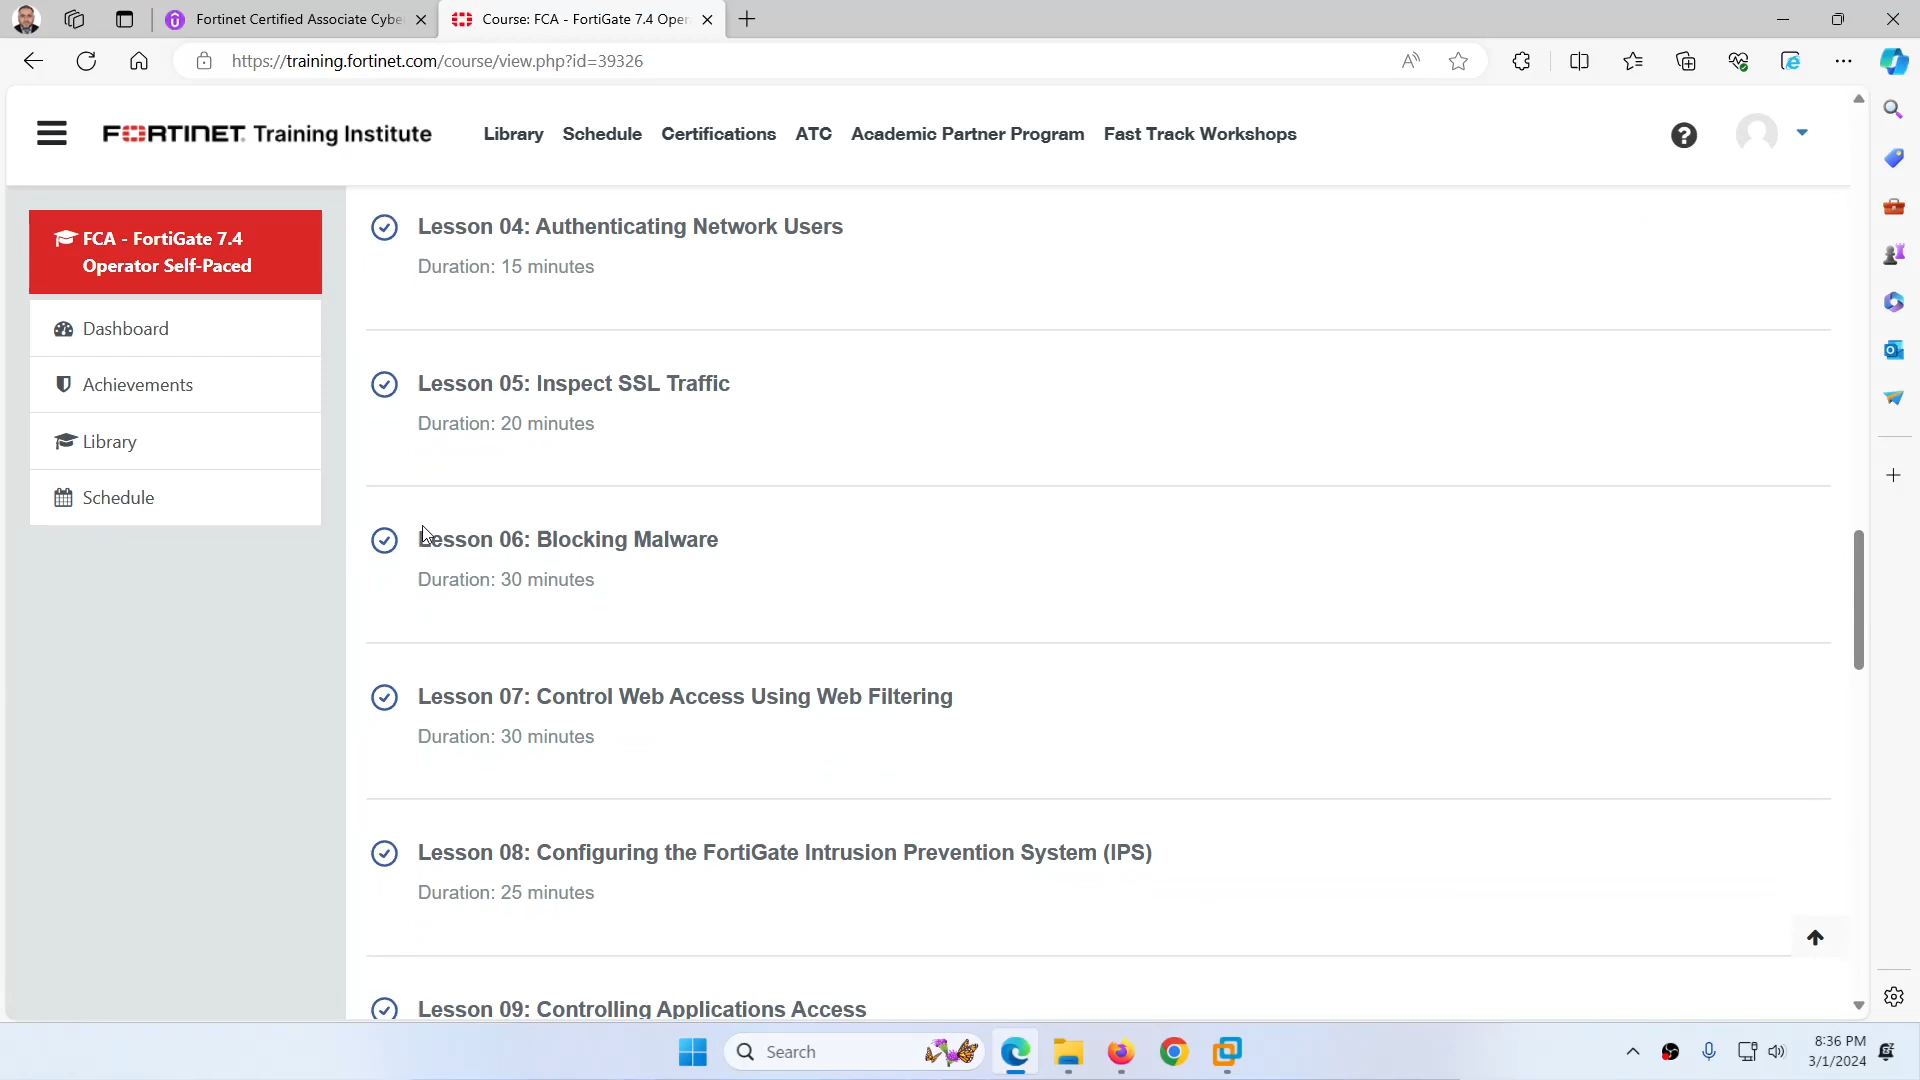 Fortinet Certified Associate Cybe
Course: FCA - FortiGate 7.4 Oper
https://training.fortinet.com/course/view.php?id=39326
FORTINET Training Institute
Library
Schedule
Certifications
ATC
Academic Partner Program
Fast Track Workshops
FCA - FortiGate 7.4
Operator Self-Paced
Dashboard
Achievements
Library
Schedule
Lesson 04: Authenticating Network Users
Duration: 15 minutes
Lesson 05: Inspect SSL Traffic
Duration: 20 minutes
Lesson 06: Blocking Malware
Duration: 30 minutes
Lesson 07: Control Web Access Using Web Filtering
Duration: 30 minutes
Lesson 08: Configuring the FortiGate Intrusion Prevention System (IPS)
Duration: 25 minutes
Lesson 09: Controlling Applications Access
Search
8:36 PM
3/1/2024